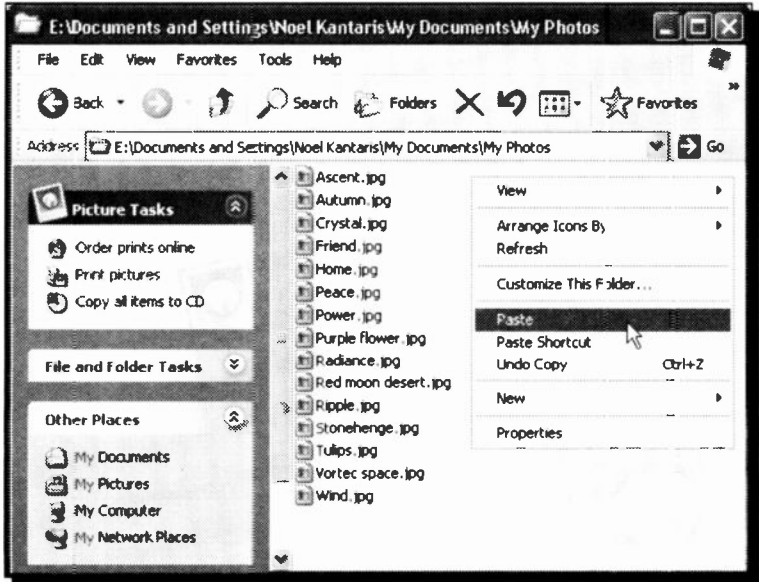 E:\Documents and Settings\Noel Kantaris\My Documents\My Photos
File Edit View Favorites Tools Help
Back Search Folders Favorites
Address E:\Documents and Settings\Noel Kantaris\My Documents\My Photos Go
Picture Tasks
Order prints online
Print pictures
Copy all items to CD
File and Folder Tasks
Other Places
My Documents
My Pictures
My Computer
My Network Places
Ascent.jpg
Autumn.jpg
Crystal.jpg
Friend.jpg
Home.jpg
Peace.jpg
Power.jpg
Purple flower.jpg
Radiance.jpg
Red moon desert.jpg
Ripple.jpg
Stonehenge.jpg
Tulips.jpg
Vortec space.jpg
Wind.jpg
View
Arrange Icons By
Refresh
Customize This Folder...
Paste
Paste Shortcut
Undo Copy Ctrl+Z
New
Properties